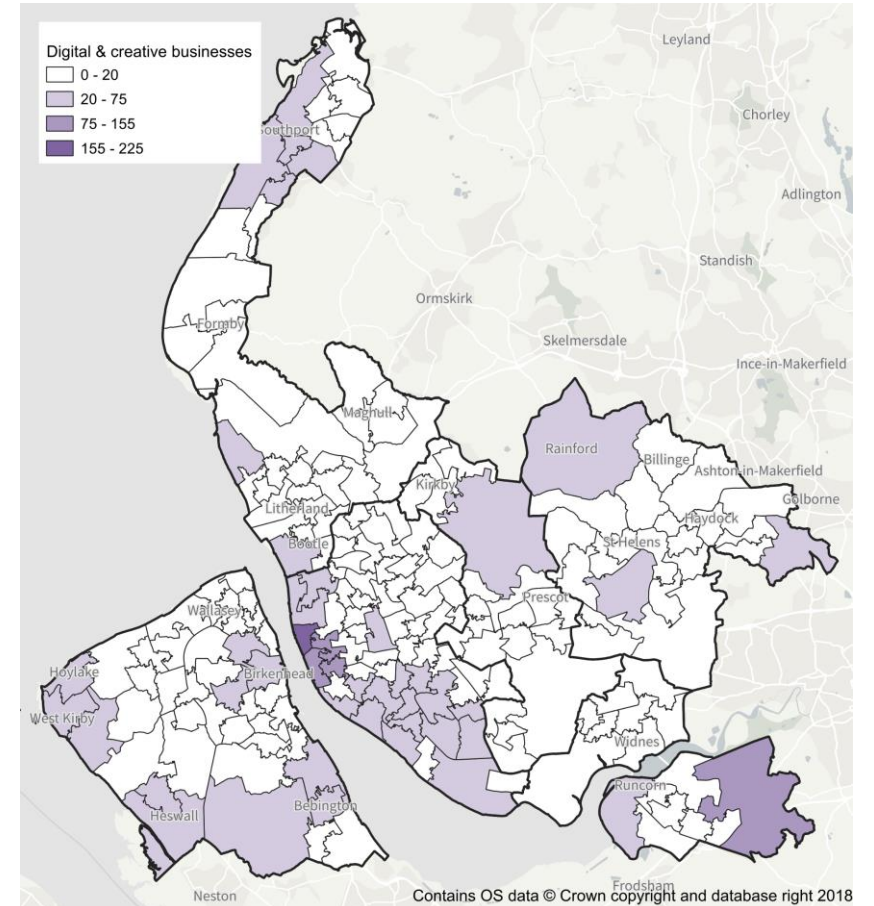 Digital & creative businesses
0 - 20
20 - 75
75 - 155
155 - 225
Leyland
Chorley
Southport
Adlington
Standish
Ormskirk
Skelmersdale
Formby
Ince-in-Makerfield
Maghull
Rainford
Billinge
Ashton-in-Makerfield
Kirkby
Golborne
Litherland
Haydock
Bootle
St Helens
Prescot
Wallasey
Hoylake
Birkenhead
West Kirby
Widnes
Runcorn
Bebington
Heswall
Frodsham
Neston
Contains OS data © Crown copyright and database right 2018